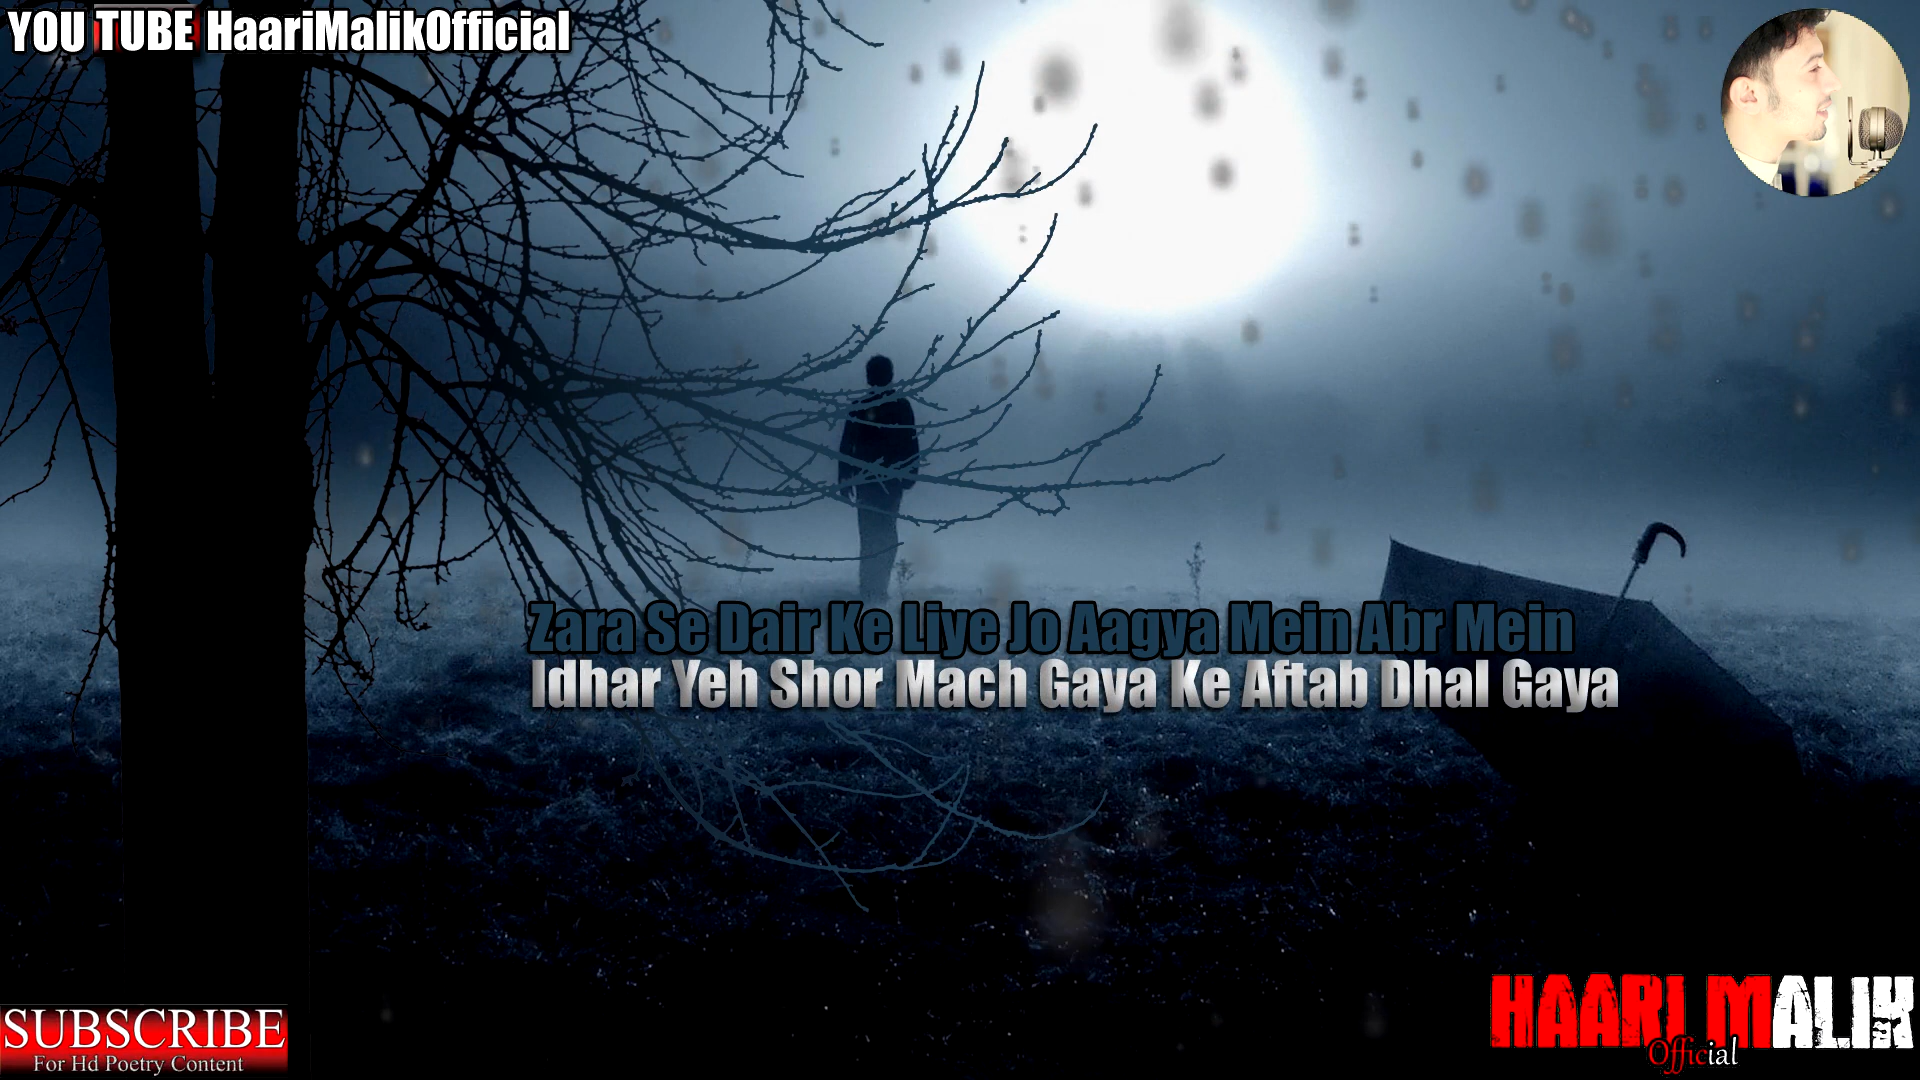 YOU TUBE HaariMalikOfficial
Zara Se Dair Ke Liye Jo Aagya Mein Abr Mein
Idhar Yeh Shor Mach Gaya Ke Aftab Dhal Gaya
SUBSCRIBE
For Hd Poetry Content
HAARI MALIK
Official